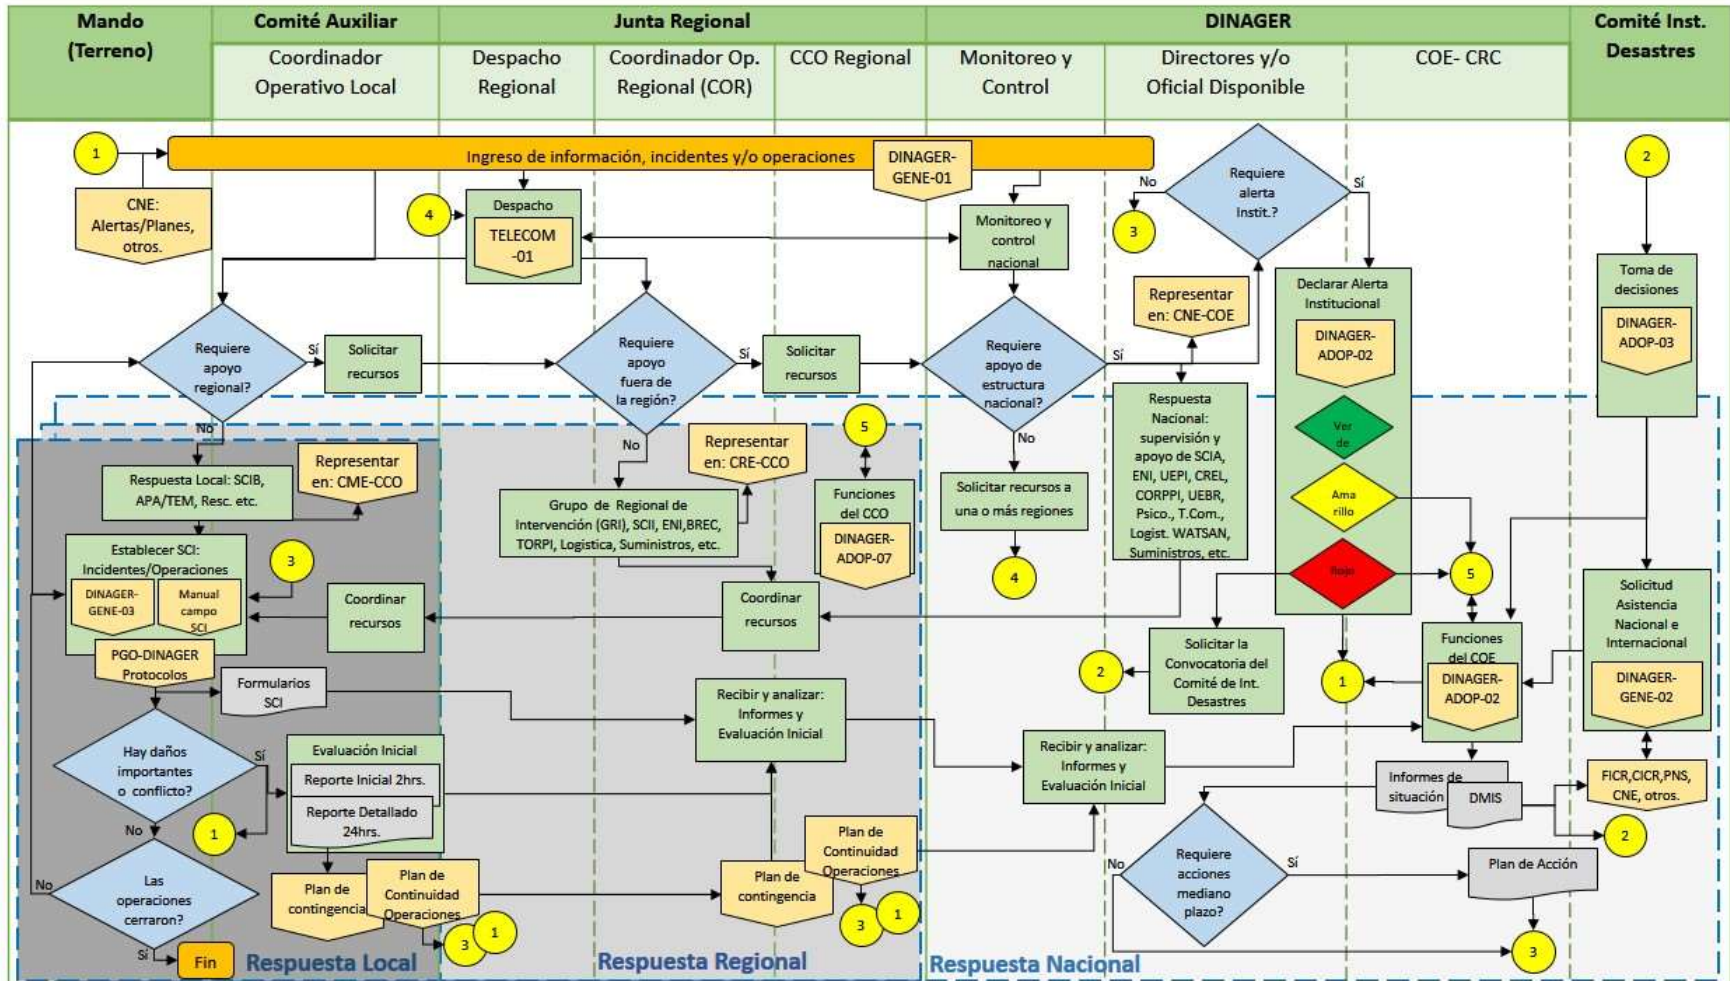 Mando
(Terreno)
Comité Auxiliar
Junta Regional
DINAGER
Comité Inst.
Desastres
Coordinador
Operativo Local
Despacho
Regional
Coordinador Op.
Regional (COR)
CCO Regional
Monitoreo y
Control
Directores y/o
Oficial Disponible
COE- CRC
1
Ingreso de información, incidentes y/o operaciones
DINAGER-
GENE-01
CNE:
Alertas/Planes,
otros.
4
Despacho
TELECOM
-01
Monitoreo y
control
nacional
No
3
Requiere
alerta
Instit.?
Sí
2
Requiere
apoyo
regional?
Sí
Solicitar
recursos
Requiere
apoyo
fuera de
la región?
Sí
Solicitar
recursos
Requiere
apoyo de
estructura
nacional?
Sí
Representar
en: CNE-COE
Declarar Alerta
Institucional
DINAGER-
ADOP-02
Toma de
decisiones
DINAGER-
ADOP-03
No
No
No
Respuesta Local: SCIB,
APA/TEM, Resc. etc.
Representar
en: CME-CCO
Grupo de Regional de
Intervención (GRI), SCII, ENI,BREC,
TORPI, Logistica, Suministros, etc.
Representar
en: CRE-CCO
5
Funciones
del CCO
DINAGER-
ADOP-07
Solicitar recursos a
una o más regiones
4
Respuesta
Nacional:
supervisión y
apoyo de SCIA,
ENI, UEPI, CREL,
CORPPI, UEBR,
Psico., T.Com.,
Logist. WATSAN,
Suministros, etc.
Ver
de
Ama
rillo
Rojo
5
Establecer SCI:
Incidentes/Operaciones
DINAGER-
GENE-03
Manual
campo
SCI
3
Coordinar
recursos
Coordinar
recursos
PGO-DINAGER
Protocolos
Formularios
SCI
Recibir y analizar:
Informes y
Evaluación Inicial
2
Solicitar la
Convocatoria del
Comité de Int.
Desastres
1
Funciones
del COE
DINAGER-
ADOP-02
Solicitud
Asistencia
Nacional e
Internacional
DINAGER-
GENE-02
Hay daños
importantes
o conflicto?
Sí
No
1
Evaluación Inicial
Reporte Inicial 2hrs.
Reporte Detallado
24hrs.
Recibir y analizar:
Informes y
Evaluación Inicial
Informes de
situación
DMIS
FICR,CICR,PNS,
CNE, otros.
2
Las
operaciones
cerraron?
No
Sí
Fin
Plan de
contingencia
Plan de
Continuidad
Operaciones
3
1
Plan de
contingencia
Plan de
Continuidad
Operaciones
3
1
No
Requiere
acciones
mediano
plazo?
Sí
Plan de Acción
3
Respuesta Local
Respuesta Regional
Respuesta Nacional